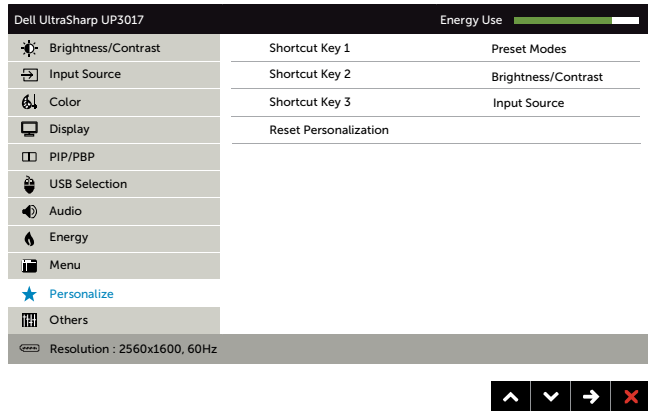 Dell UltraSharp UP3017 Energy Use
Brightness/Contrast Shortcut Key 1 Preset Modes
Input Source Shortcut Key 2 Brightness/Contrast
Color Shortcut Key 3 Input Source
Display Reset Personalization
PIP/PBP
USB Selection
Audio
Energy
Menu
Personalize
Others
Resolution : 2560x1600, 60Hz